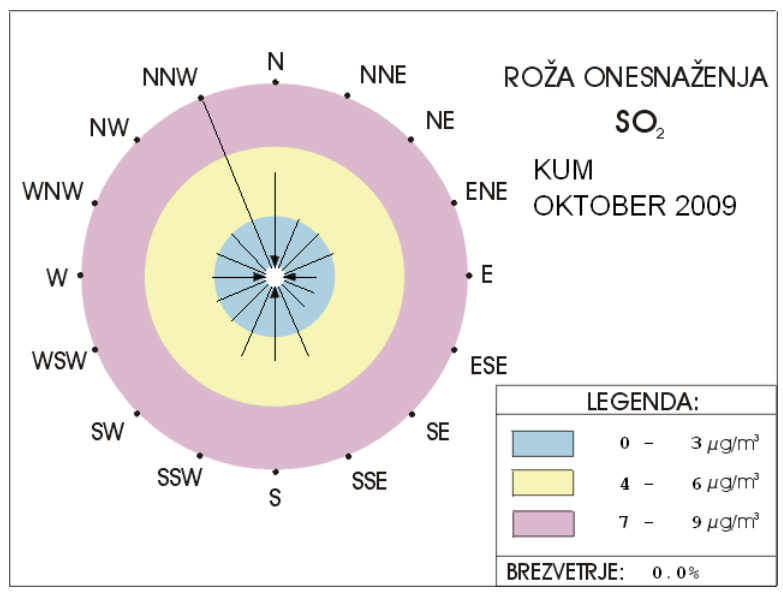 ROŽA ONESNAŽENJA
SO₂
KUM
OKTOBER 2009
N
NNE
NE
ENE
E
ESE
SE
SSE
S
SSW
SW
WSW
W
WNW
NW
NNW
LEGENDA:
0 - 3 µg/m³
4 - 6 µg/m³
7 - 9 µg/m³
BREZVETRJE: 0.0%